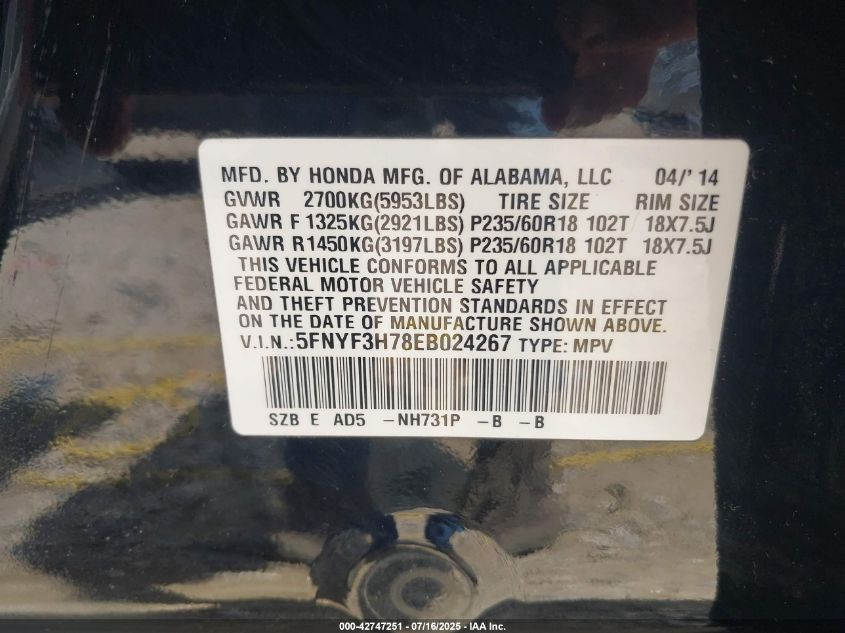 MFD. BY HONDA MFG. OF ALABAMA, LLC 04/' 14
GVWR 2700KG(5953LBS) TIRE SIZE RIM SIZE
GAWR F 1325KG(2921LBS) P235/60R18 102T 18X7.5J
GAWR R1450KG(3197LBS) P235/60R18 102T 18X7.5J
THIS VEHICLE CONFORMS TO ALL APPLICABLE
FEDERAL MOTOR VEHICLE SAFETY
AND THEFT PREVENTION STANDARDS IN EFFECT
ON THE DATE OF MANUFACTURE SHOWN ABOVE.
V.I.N.:5FNYF3H78EB024267 TYPE: MPV
SZB E AD5 -NH731P -B -B
000-42747251 - 07/16/2025 - IAA Inc.